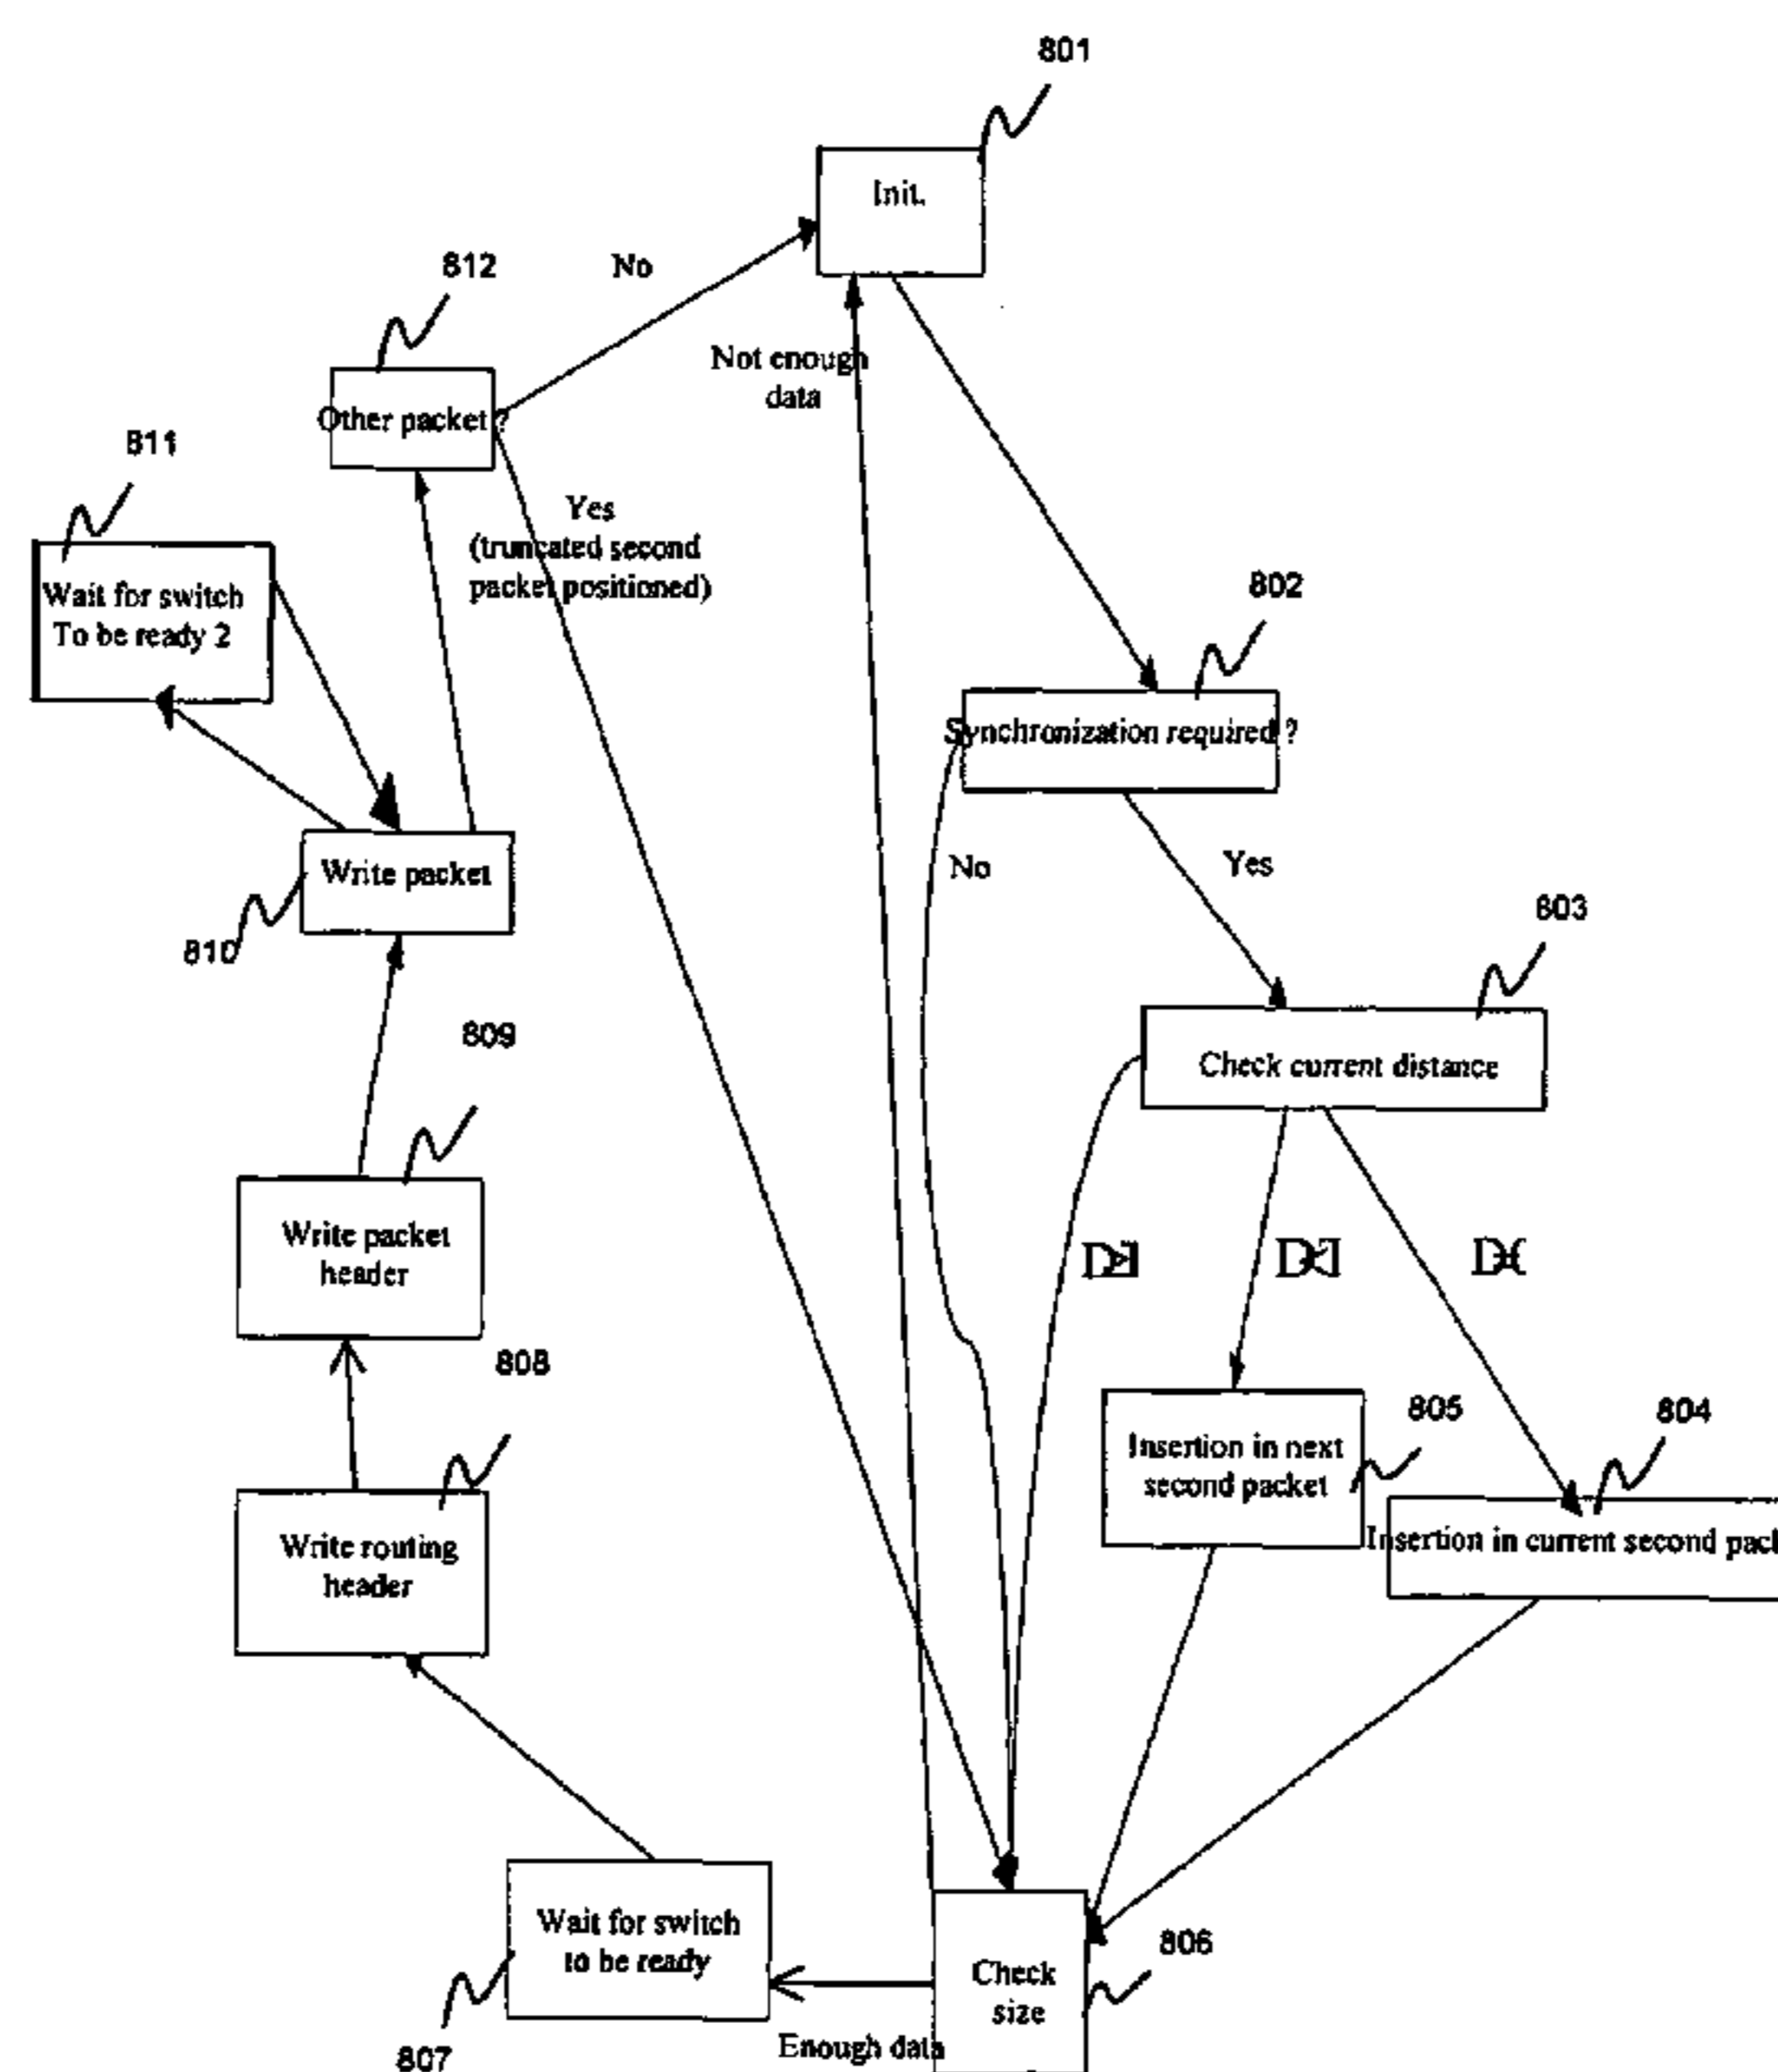 801
Init.
812
No
Not enough
data
Other packet ?
811
Yes
(truncated second
packet positioned)
Wait for switch
To be ready 2
802
Synchronization required ?
No
Yes
Write packet
810
803
Check current distance
809
Write packet
header
808
805
804
Insertion in next
second packet
Insertion in current second
Write routing
header
Wait for switch
to be ready
806
Check
size
Enough data
807